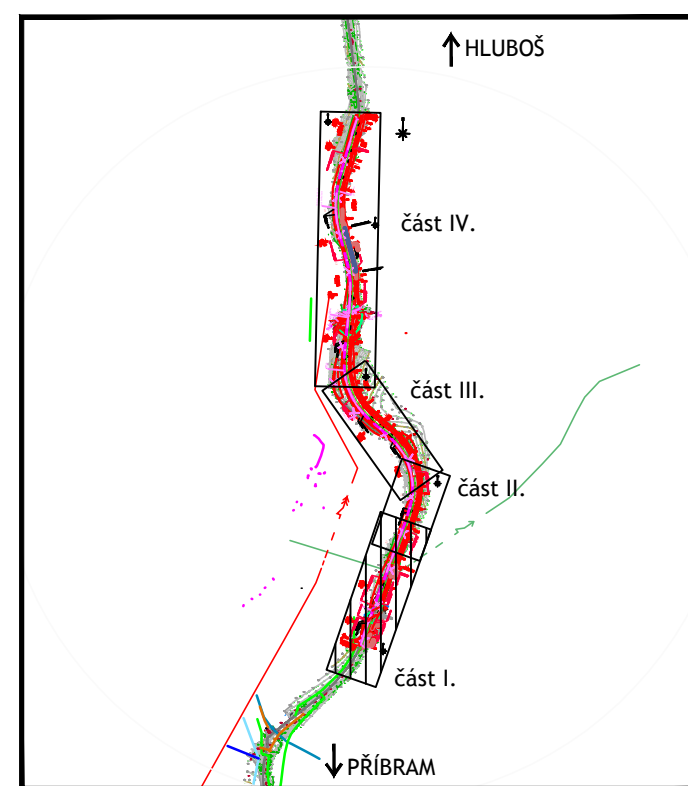 HLUBOŠ
část IV.
část III.
část II.
část I.
PŘÍBRAM